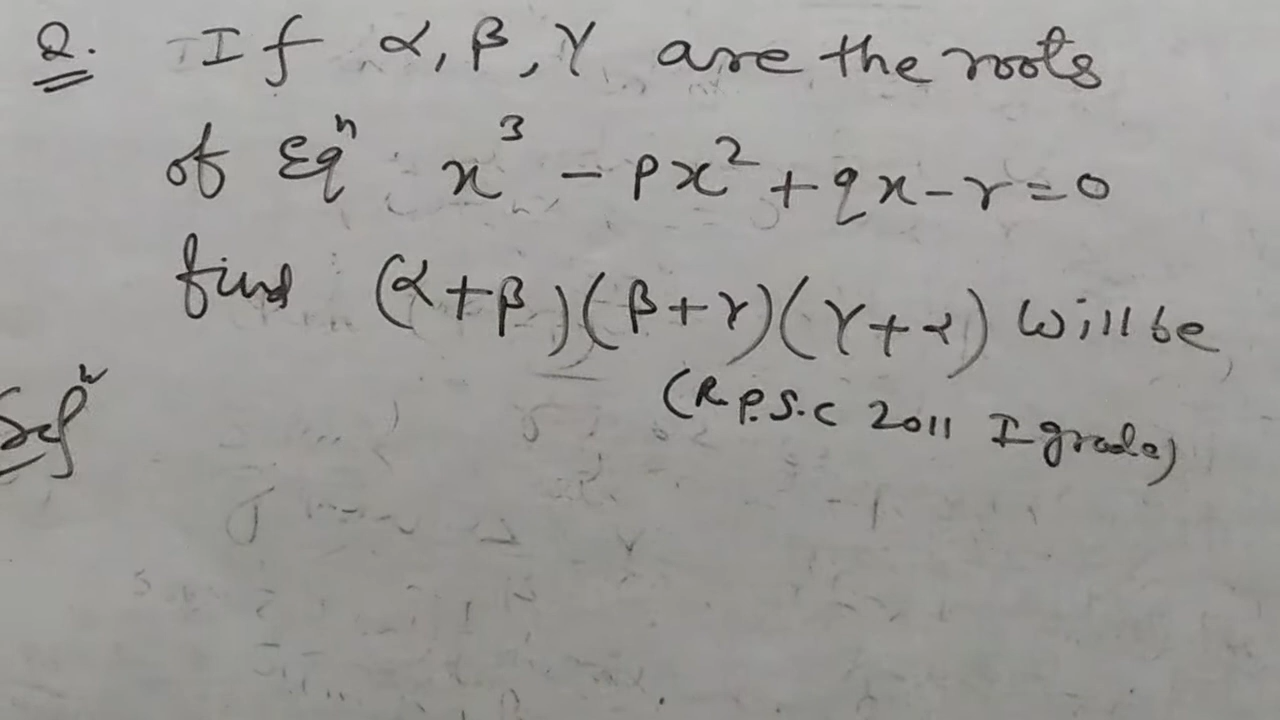 Q. If α, β, γ are the roots
of Eqⁿ x³ - px² + qx - r = 0
find (α+β)(β+γ)(γ+α) will be
(R.P.S.C 2011 I grade)
Solⁿ